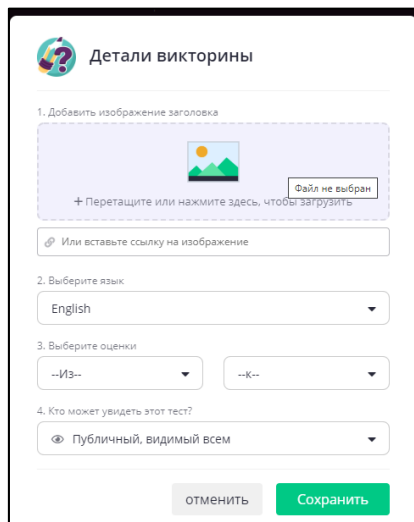 Детали викторины
1. Добавить изображение заголовка
Файл не выбран
+ Перетащите или нажмите здесь, чтобы загрузить
Или вставьте ссылку на изображение
2. Выберите язык
English
3. Выберите оценки
--Из-- --к--
4. Кто может увидеть этот тест?
Публичный, видимый всем
отменить Сохранить